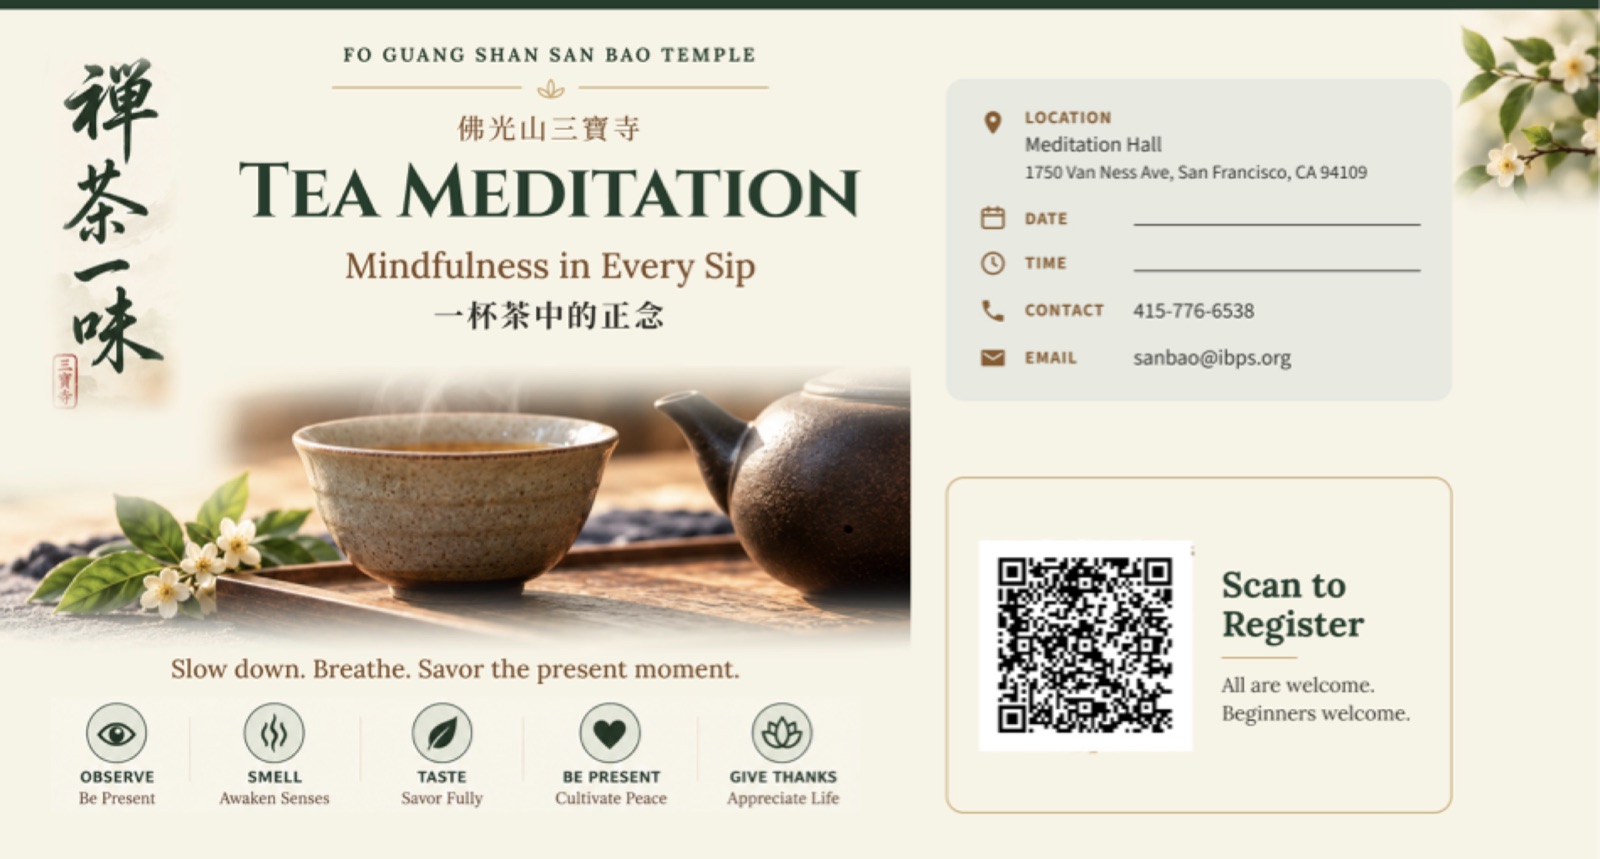 禪茶一味
三寶寺
FO GUANG SHAN SAN BAO TEMPLE
佛光山三寶寺
TEA MEDITATION
Mindfulness in Every Sip
一杯茶中的正念
Slow down. Breathe. Savor the present moment.
OBSERVE
Be Present
SMELL
Awaken Senses
TASTE
Savor Fully
BE PRESENT
Cultivate Peace
GIVE THANKS
Appreciate Life
LOCATION
Meditation Hall
1750 Van Ness Ave, San Francisco, CA 94109
DATE
TIME
CONTACT 415-776-6538
EMAIL sanbao@ibps.org
Scan to
Register
All are welcome.
Beginners welcome.